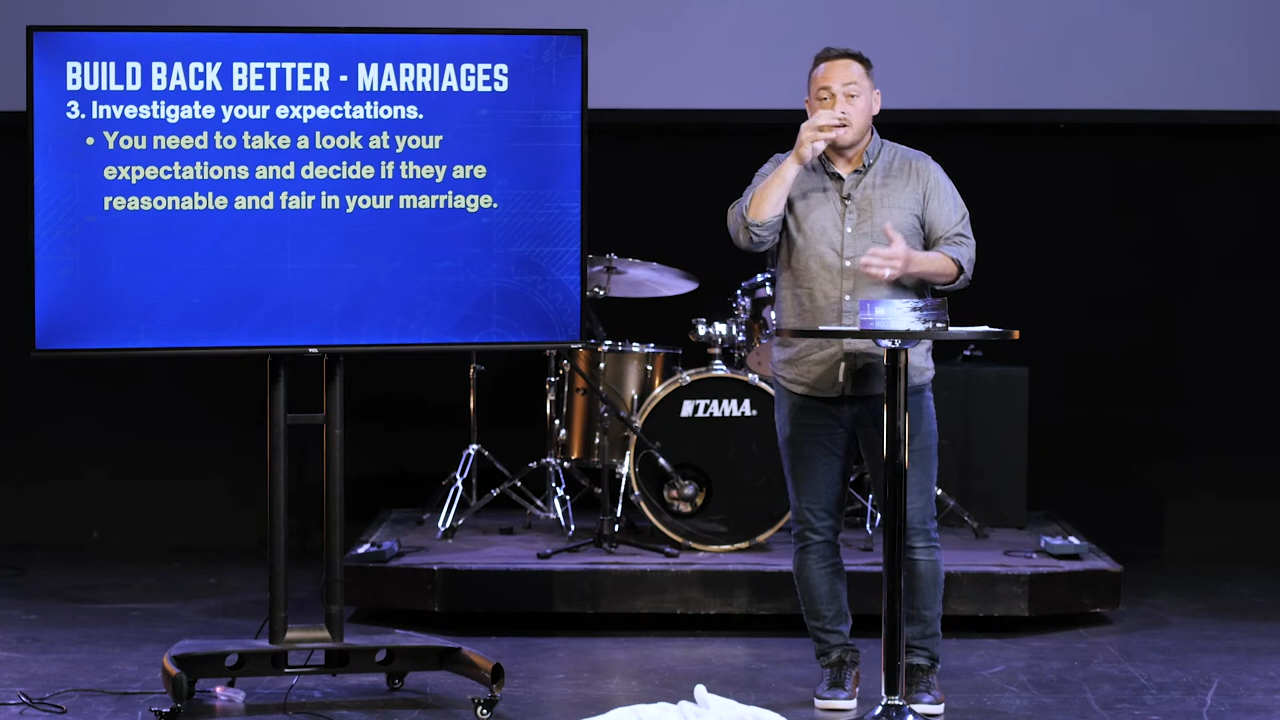 BUILD BACK BETTER - MARRIAGES
3. Investigate your expectations.
• You need to take a look at your
expectations and decide if they are
reasonable and fair in your marriage.
TCL
TAMA